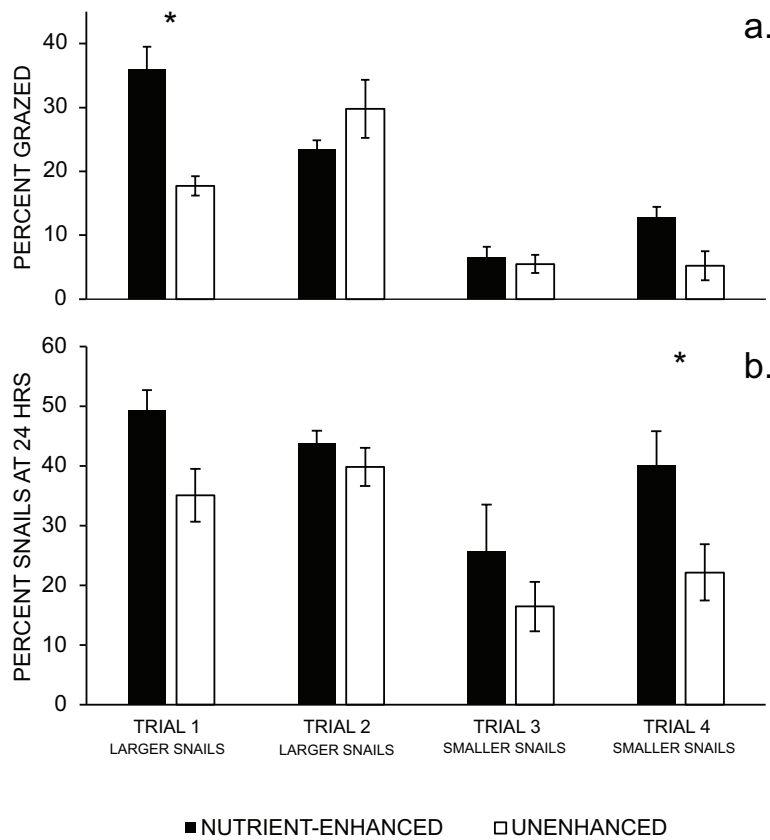 *
a.
PERCENT GRAZED
40
30
20
10
0
*
b.
PERCENT SNAILS AT 24 HRS
60
50
40
30
20
10
0
TRIAL 1 TRIAL 2 TRIAL 3 TRIAL 4
LARGER SNAILS LARGER SNAILS SMALLER SNAILS SMALLER SNAILS
NUTRIENT-ENHANCED UNENHANCED